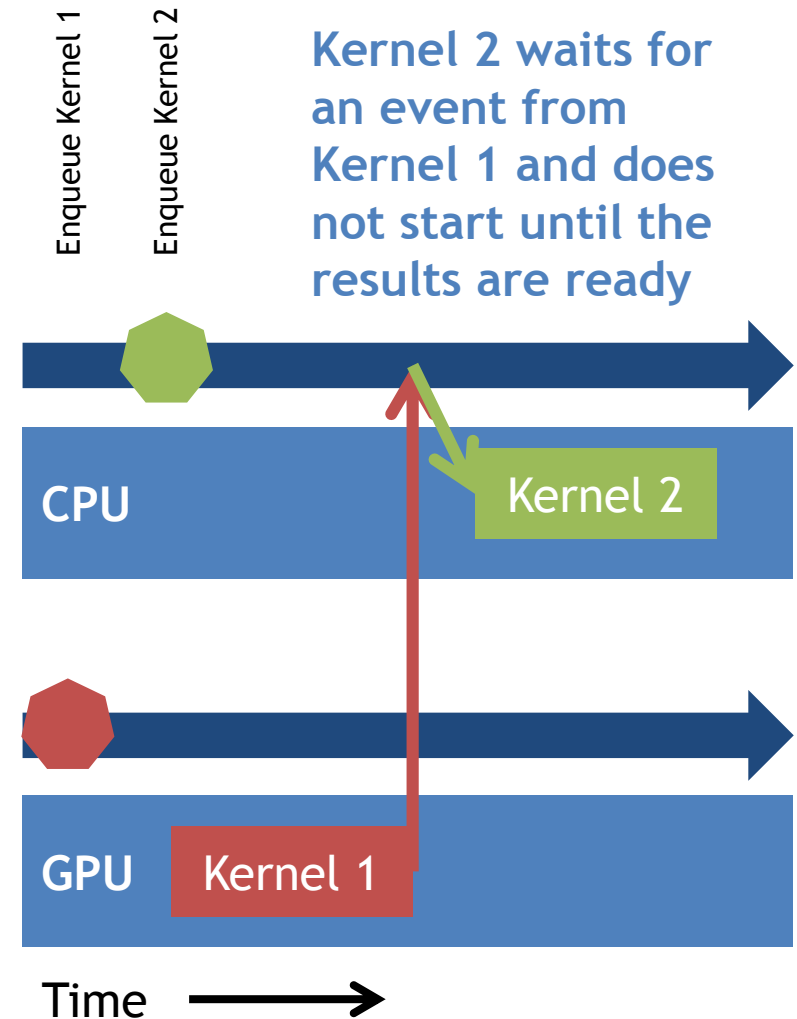 Enqueue Kernel 1
Enqueue Kernel 2
Kernel 2 waits for
an event from
Kernel 1 and does
not start until the
results are ready
CPU
Kernel 2
GPU
Kernel 1
Time